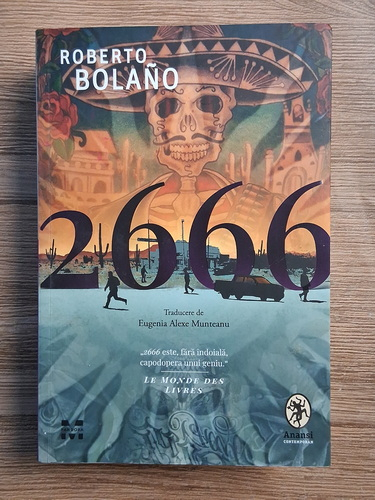 ROBERTO
BOLAÑO
2666
Traducere de
Eugenia Alexe Munteanu
„2666 este, fără îndoială,
capodopera unui geniu.“
LE MONDE DES
LIVRES
Anansi
CONTEMPORAN